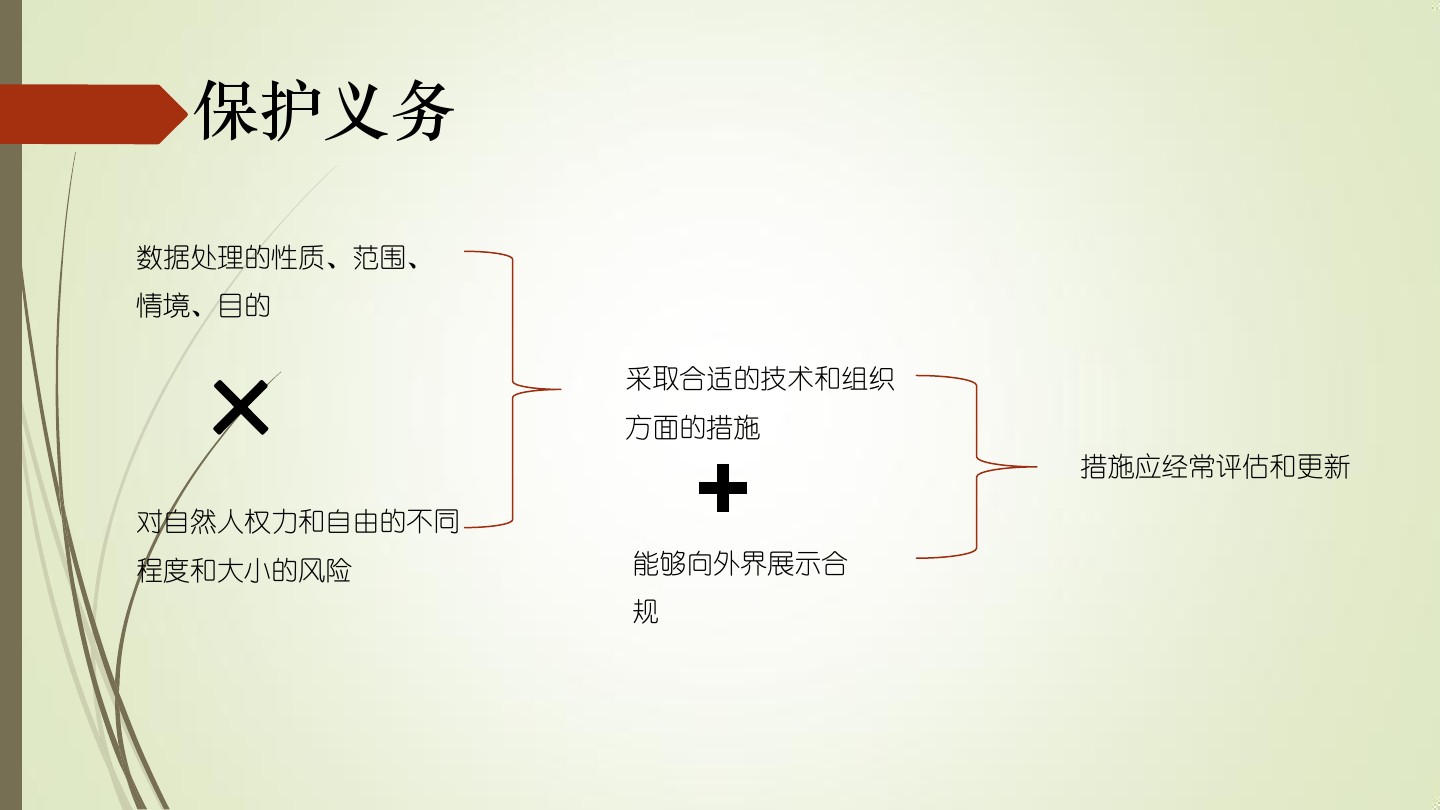 保护义务
数据处理的性质、范围、
情境、目的
对自然人权力和自由的不同
程度和大小的风险
采取合适的技术和组织
方面的措施
能够向外界展示合
规
措施应经常评估和更新